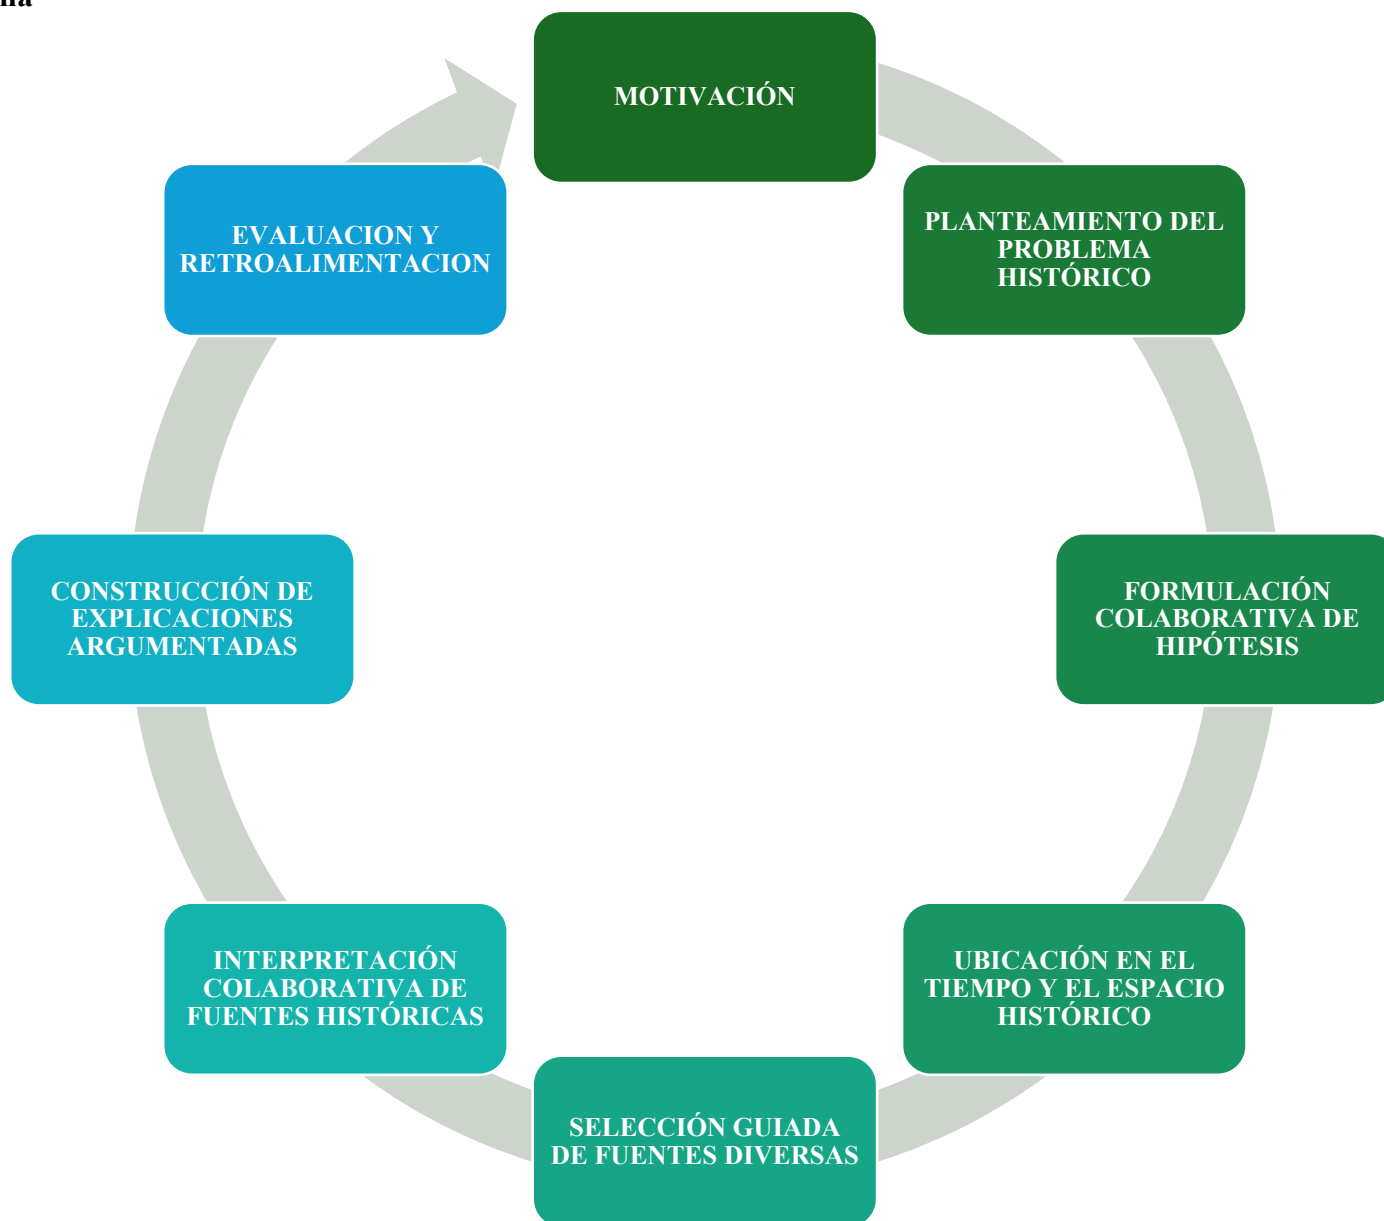 MOTIVACIÓN
PLANTEAMIENTO DEL
PROBLEMA
HISTÓRICO
FORMULACIÓN
COLABORATIVA DE
HIPÓTESIS
UBICACIÓN EN EL
TIEMPO Y EL ESPACIO
HISTÓRICO
SELECCIÓN GUIADA
DE FUENTES DIVERSAS
INTERPRETACIÓN
COLABORATIVA DE
FUENTES HISTÓRICAS
CONSTRUCCIÓN DE
EXPLICACIONES
ARGUMENTADAS
EVALUACION Y
RETROALIMENTACION